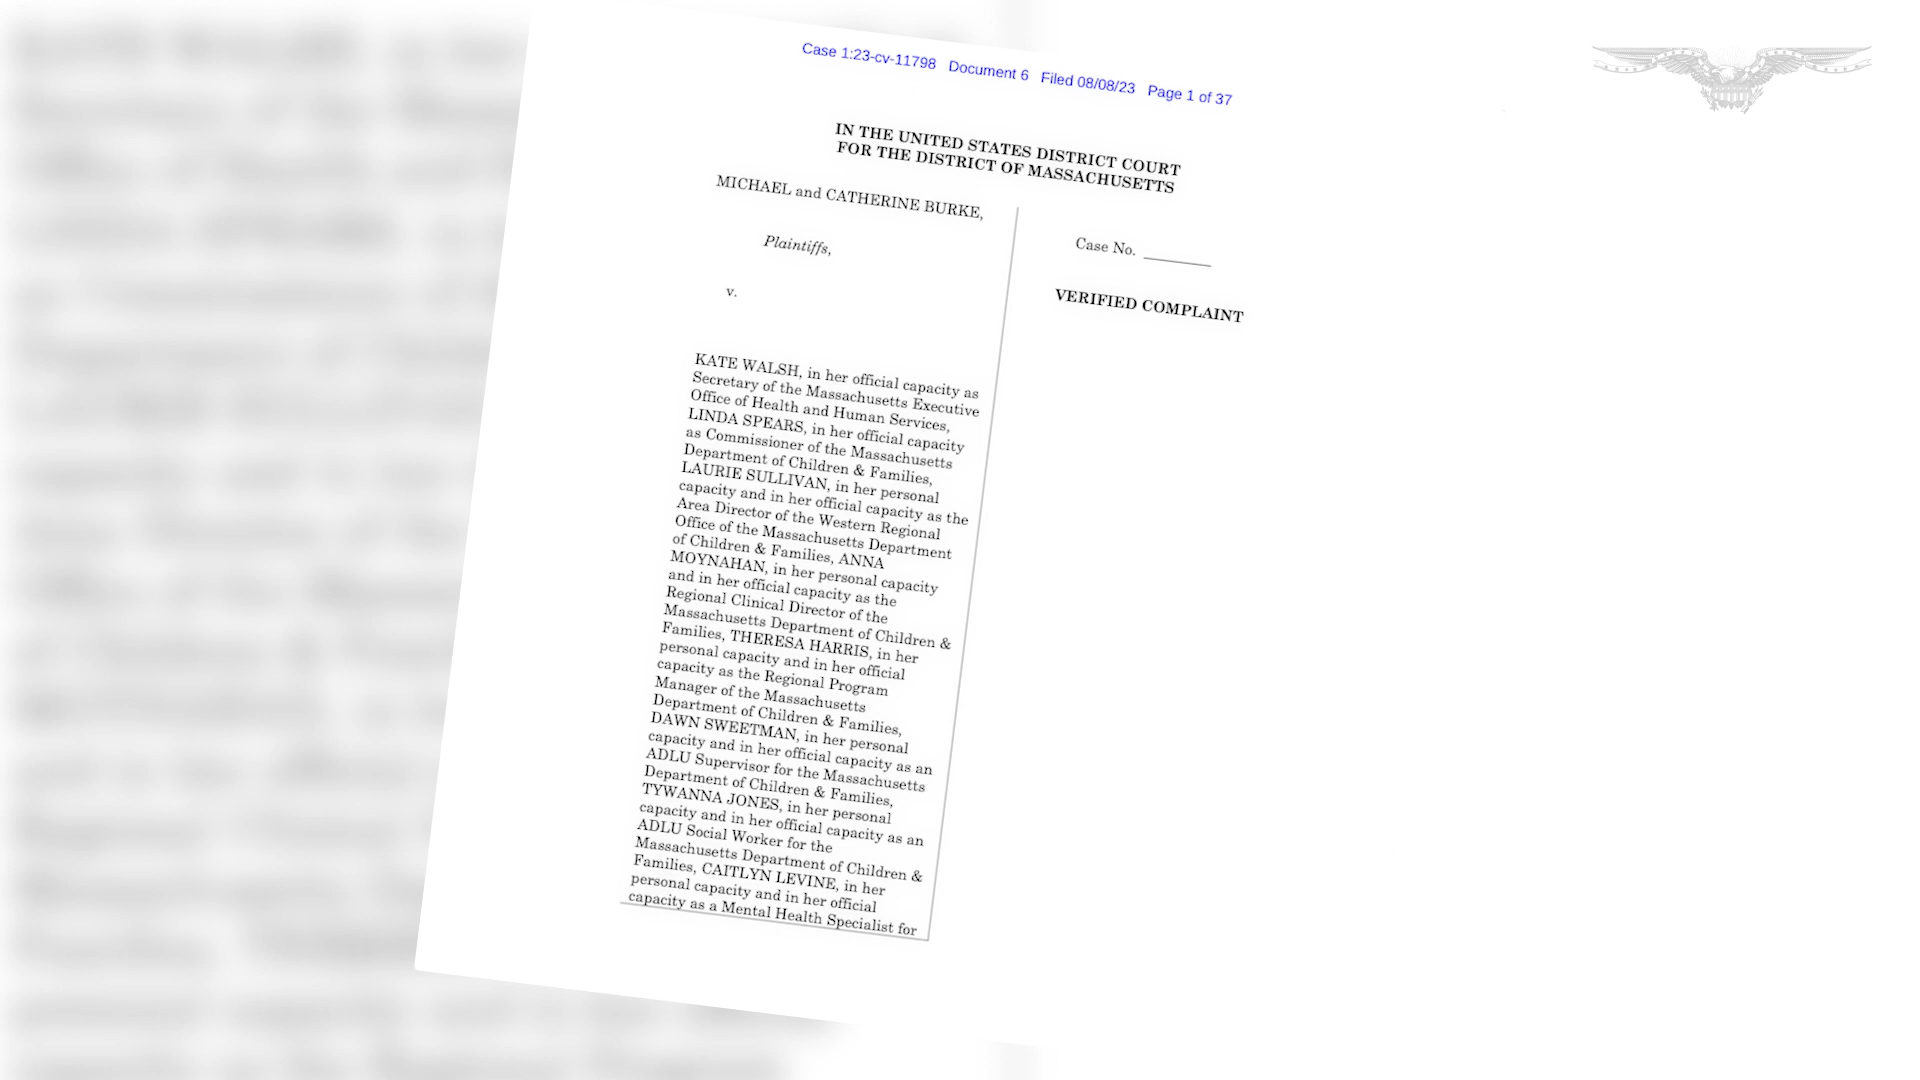 Case 1:23-cv-11798 Document 6 Filed 08/08/23 Page 1 of 37
IN THE UNITED STATES DISTRICT COURT
FOR THE DISTRICT OF MASSACHUSETTS
MICHAEL and CATHERINE BURKE,
Plaintiffs,
v.
Case No. ________
VERIFIED COMPLAINT
KATE WALSH, in her official capacity as
Secretary of the Massachusetts Executive
Office of Health and Human Services,
LINDA SPEARS, in her official capacity
as Commissioner of the Massachusetts
Department of Children & Families,
LAURIE SULLIVAN, in her personal
capacity and in her official capacity as the
Area Director of the Western Regional
Office of the Massachusetts Department
of Children & Families, ANNA
MOYNAHAN, in her personal capacity
and in her official capacity as the
Regional Clinical Director of the
Massachusetts Department of Children &
Families, THERESA HARRIS, in her
personal capacity and in her official
capacity as the Regional Program
Manager of the Massachusetts
Department of Children & Families,
DAWN SWEETMAN, in her personal
capacity and in her official capacity as an
ADLU Supervisor for the Massachusetts
Department of Children & Families,
TYWANNA JONES, in her personal
capacity and in her official capacity as an
ADLU Social Worker for the
Massachusetts Department of Children &
Families, CAITLYN LEVINE, in her
personal capacity and in her official
capacity as a Mental Health Specialist for